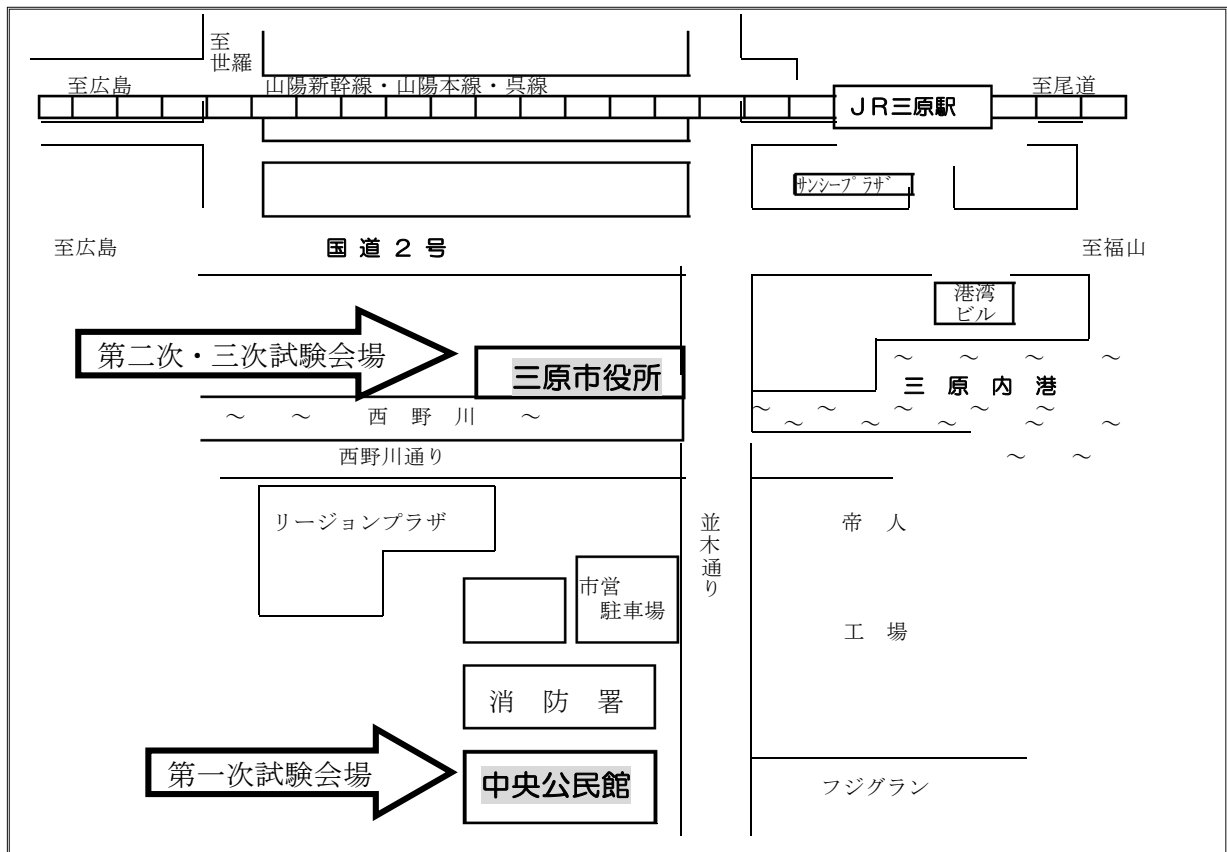 至
世羅
至広島
山陽新幹線・山陽本線・呉線
ＪＲ三原駅
至尾道
サンシープラザ
至広島
国道２号
至福山
港湾
ビル
第二次・三次試験会場
三原市役所
三原内港
～　～　西野川　～
西野川通り
リージョンプラザ
並木通り
帝人
市営
駐車場
工場
消防署
第一次試験会場
中央公民館
フジグラン